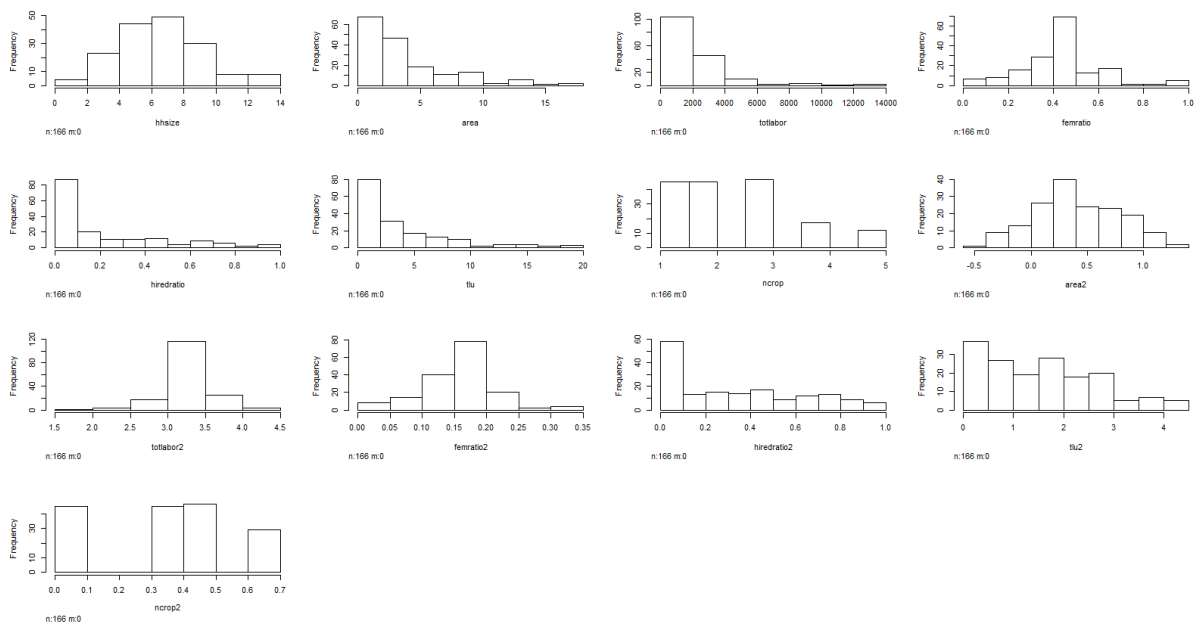 Frequency
0 10 30 50
0 2 4 6 8 10 12 14
hhsize
n:166 m:0
Frequency
0 20 40 60
0 5 10 15
area
n:166 m:0
Frequency
0 20 60 100
0 2000 4000 6000 8000 10000 12000 14000
totlabor
n:166 m:0
Frequency
0 20 50
0.0 0.2 0.4 0.6 0.8 1.0
femratio
n:166 m:0
Frequency
0 20 40 60 80
0.0 0.2 0.4 0.6 0.8 1.0
hiredratio
n:166 m:0
Frequency
0 20 40 60 80
0 5 10 15 20
tlu
n:166 m:0
Frequency
0 10 30
1 2 3 4 5
ncrop
n:166 m:0
Frequency
0 10 20 30 40
-0.5 0.0 0.5 1.0
area2
n:166 m:0
Frequency
0 40 80 120
1.5 2.0 2.5 3.0 3.5 4.0 4.5
totlabor2
n:166 m:0
Frequency
0 20 40 60 80
0.00 0.05 0.10 0.15 0.20 0.25 0.30 0.35
femratio2
n:166 m:0
Frequency
0 20 40 60
0.0 0.2 0.4 0.6 0.8 1.0
hiredratio2
n:166 m:0
Frequency
0 10 20 30
0 1 2 3 4
tlu2
n:166 m:0
Frequency
0 10 30
0.0 0.1 0.2 0.3 0.4 0.5 0.6 0.7
ncrop2
n:166 m:0